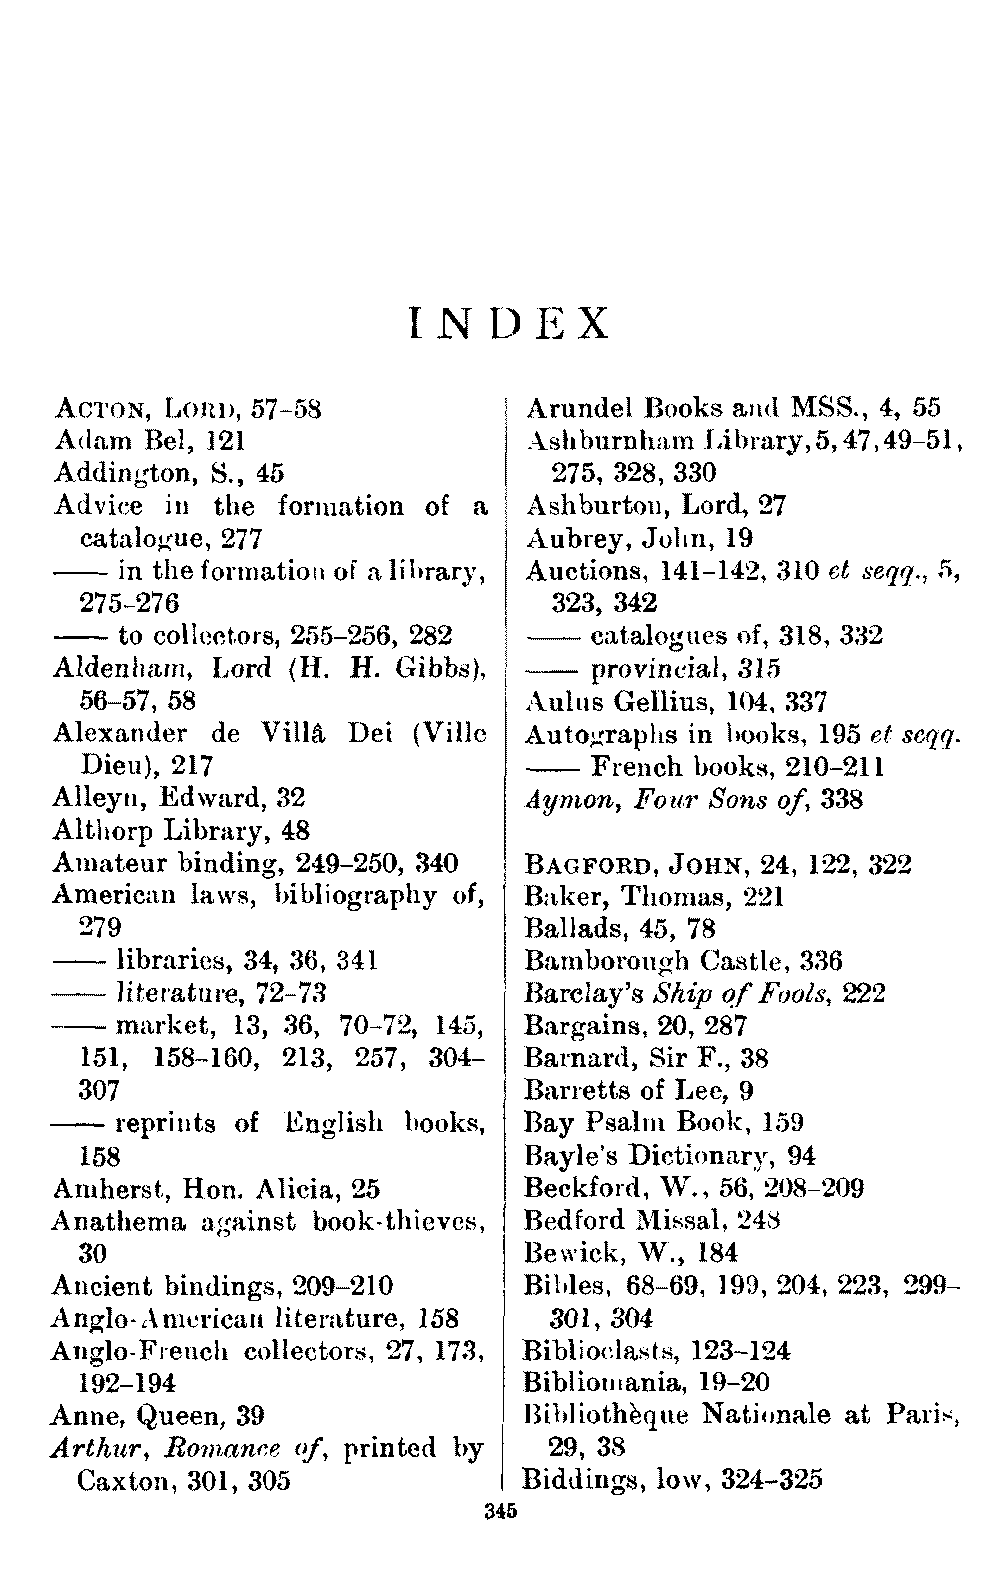 INDEX
ACTON, LORD, 57–58
Adam Bel, 121
Addington, S., 45
Advice in the formation of a
catalogue, 277
—— in the formation of a library,
275–276
—— to collectors, 255–256, 282
Aldenham, Lord (H. H. Gibbs),
56–57, 58
Alexander de Villâ Dei (Ville
Dieu), 217
Alleyn, Edward, 32
Althorp Library, 48
Amateur binding, 249–250, 340
American laws, bibliography of,
279
—— libraries, 34, 36, 341
—— literature, 72–73
—— market, 13, 36, 70–72, 145,
151, 158–160, 213, 257, 304–
307
—— reprints of English books,
158
Amherst, Hon. Alicia, 25
Anathema against book-thieves,
30
Ancient bindings, 209–210
Anglo-American literature, 158
Anglo-French collectors, 27, 173,
192–194
Anne, Queen, 39
Arthur, Romance of, printed by
Caxton, 301, 305
Arundel Books and MSS., 4, 55
Ashburnham Library, 5, 47, 49–51,
275, 328, 330
Ashburton, Lord, 27
Aubrey, John, 19
Auctions, 141–142, 310 et seqq., 5,
323, 342
—— catalogues of, 318, 332
—— provincial, 315
Aulus Gellius, 104, 337
Autographs in books, 195 et seqq.
—— French books, 210–211
Aymon, Four Sons of, 338
BAGFORD, JOHN, 24, 122, 322
Baker, Thomas, 221
Ballads, 45, 78
Bamborough Castle, 336
Barclay's Ship of Fools, 222
Bargains, 20, 287
Barnard, Sir F., 38
Barretts of Lee, 9
Bay Psalm Book, 159
Bayle's Dictionary, 94
Beckford, W., 56, 208–209
Bedford Missal, 248
Bewick, W., 184
Bibles, 68–69, 199, 204, 223, 299–
301, 304
Biblioclasts, 123–124
Bibliomania, 19–20
Bibliothèque Nationale at Paris,
29, 38
Biddings, low, 324–325
345